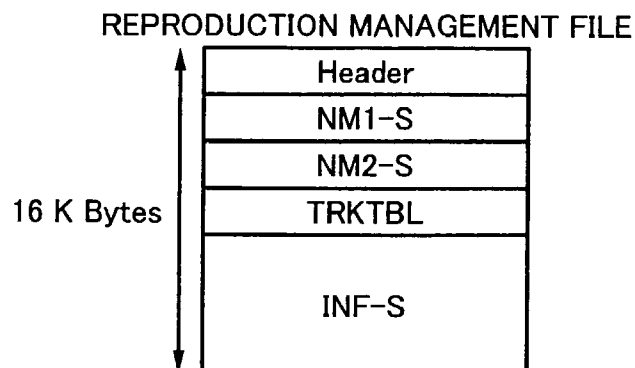 REPRODUCTION MANAGEMENT FILE
Header
NM1-S
NM2-S
16 K Bytes
TRKTBL
INF-S